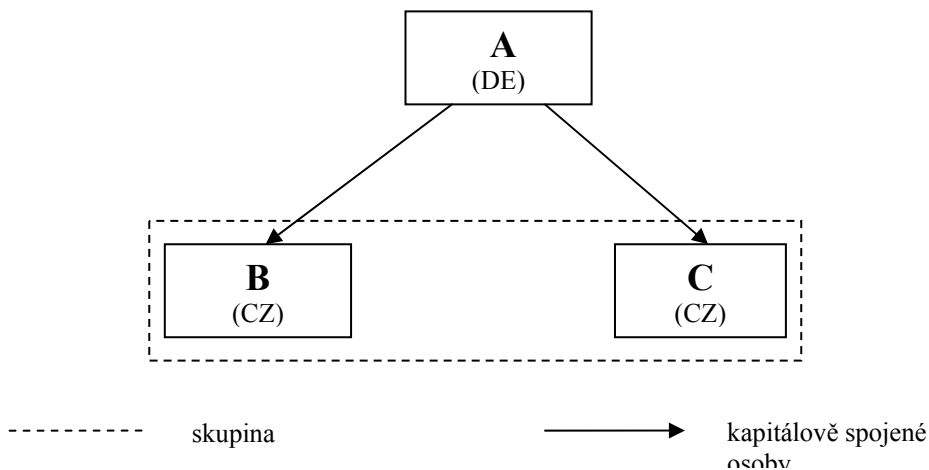 A
(DE)
B
(CZ)
C
(CZ)
skupina
kapitálově spojené
osoby